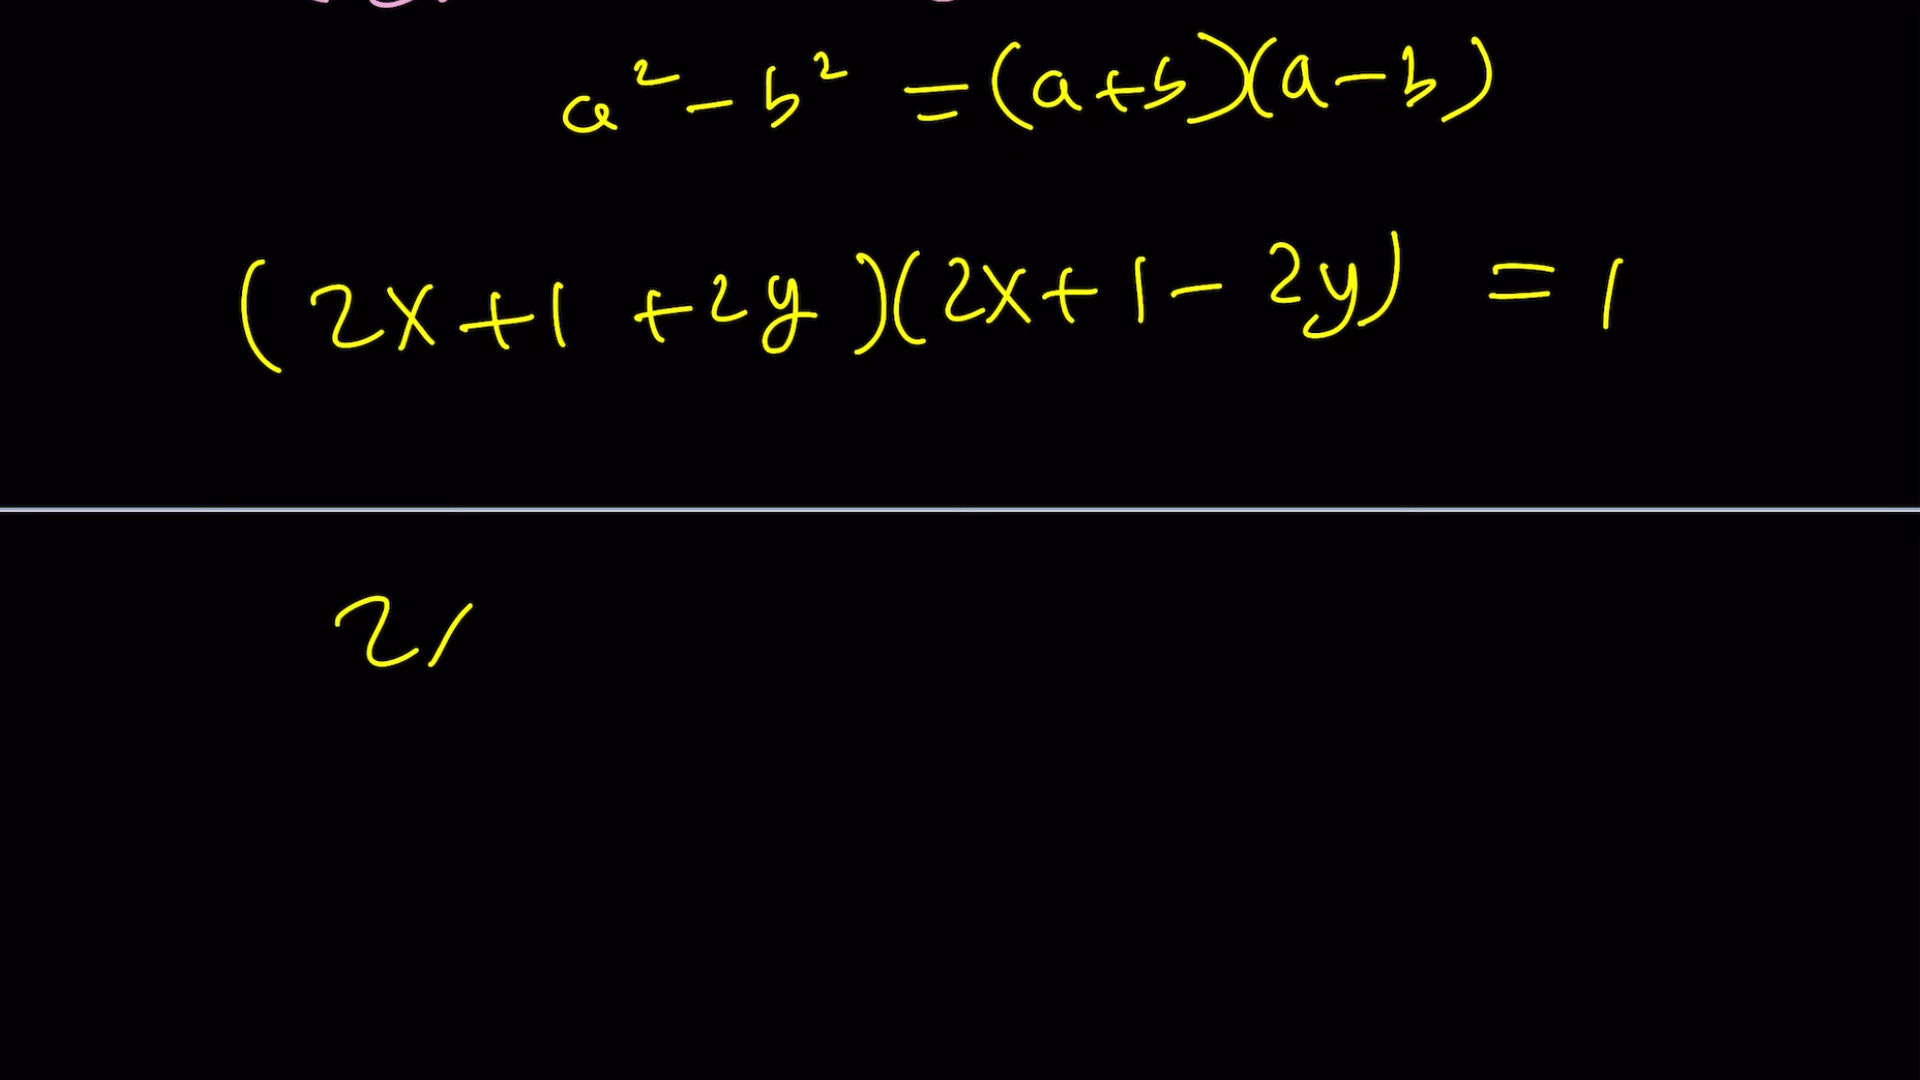 a² - b² = (a+b)(a-b)
(2x+1 +2y)(2x+1-2y) = 1
2